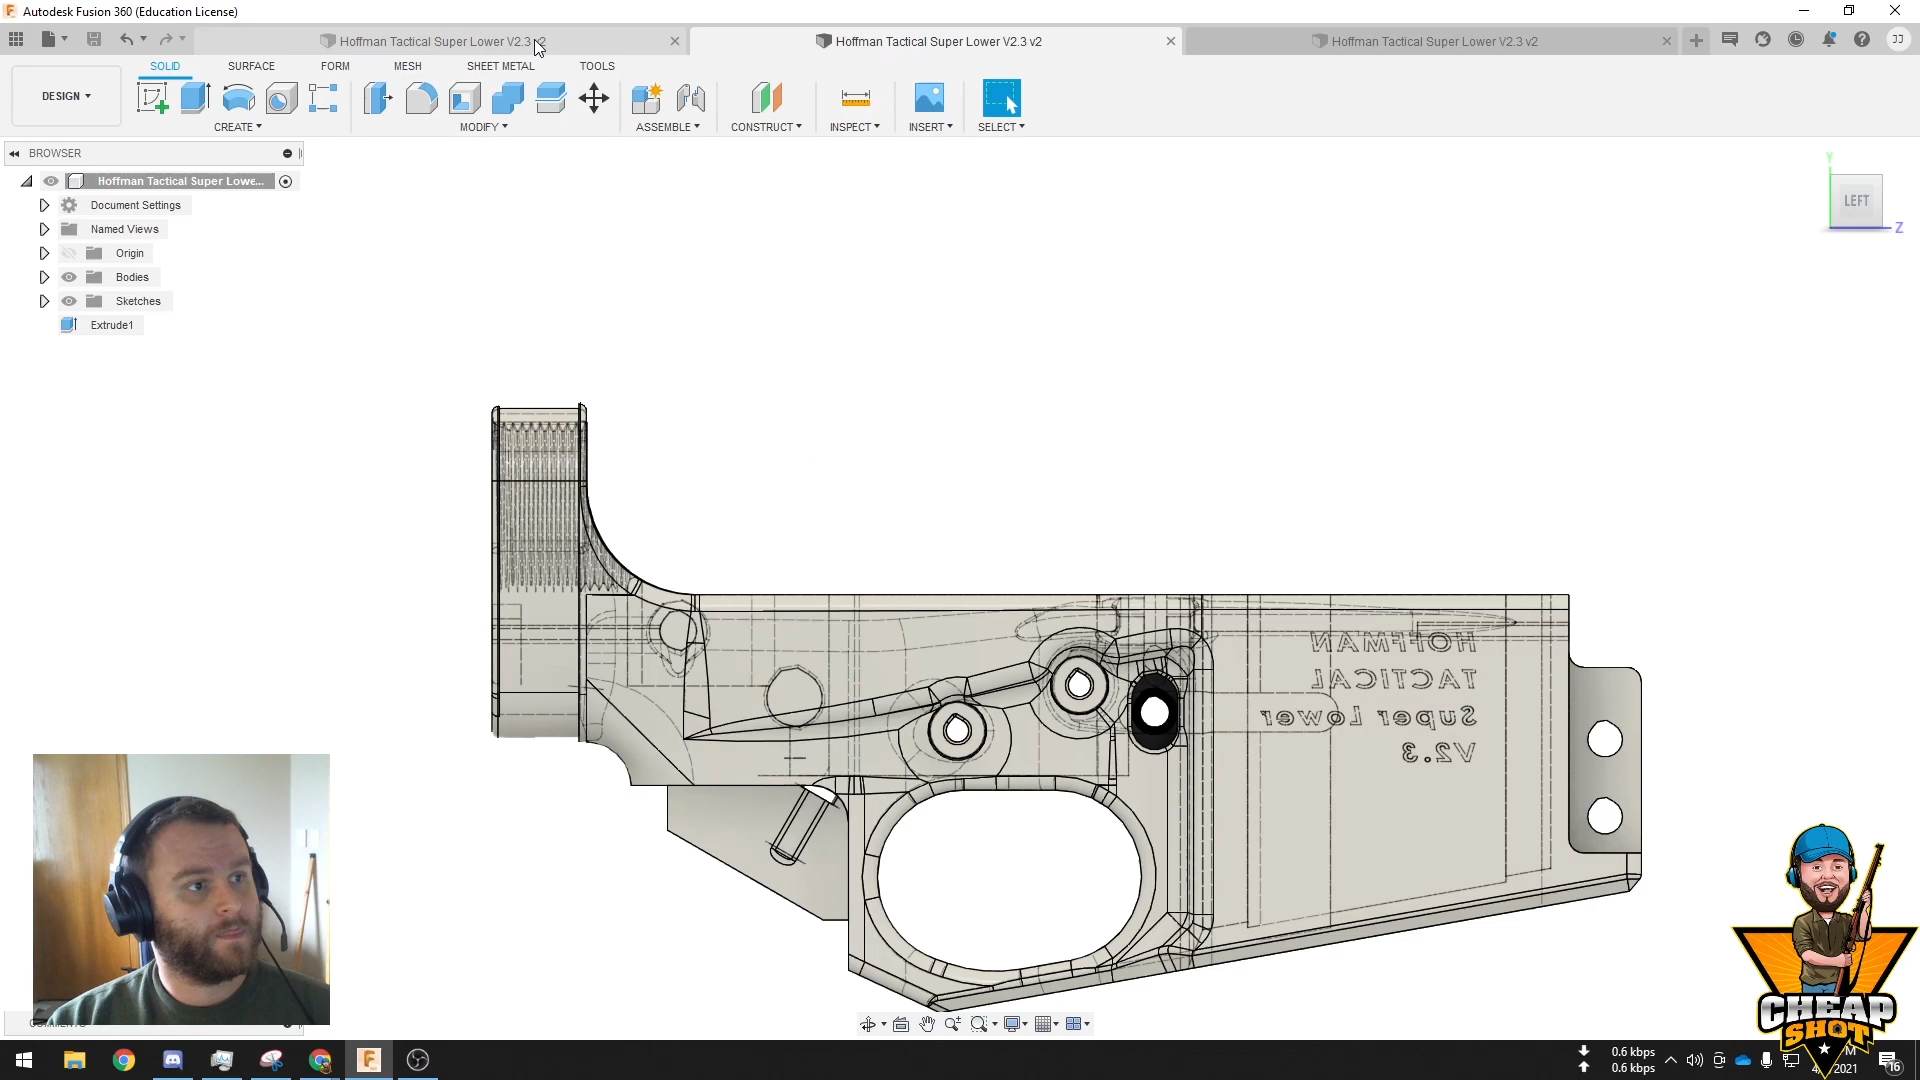 Autodesk Fusion 360 (Education License)
Hoffman Tactical Super Lower V2.3 v2
Hoffman Tactical Super Lower V2.3 v2
Hoffman Tactical Super Lower V2.3 v2
JJ
SOLID SURFACE FORM MESH SHEET METAL TOOLS
DESIGN
CREATE MODIFY ASSEMBLE CONSTRUCT INSPECT INSERT SELECT
BROWSER
Hoffman Tactical Super Lowe...
Document Settings
Named Views
Origin
Bodies
Sketches
Extrude1
Y
LEFT
Z
HOFFMAN
TACTICAL
Super Lower
V2.3
CHEAP
SHOT
0.6 kbps
0.6 kbps
M
2021
16